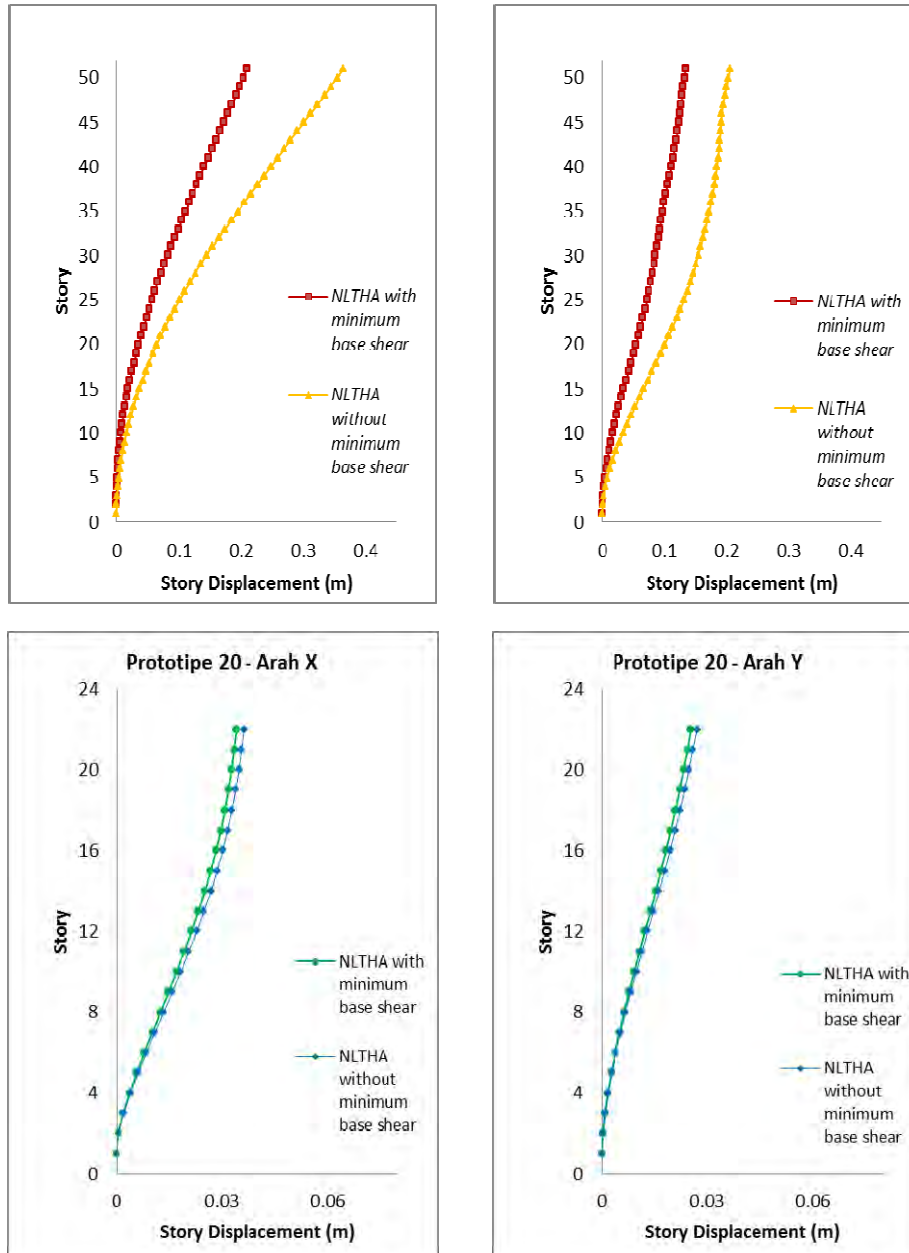 50
45
40
35
30
25
20
15
10
5
0
Story
0 0.1 0.2 0.3 0.4
Story Displacement (m)
NLTHA with
minimum
base shear
NLTHA
without
minimum
base shear
50
45
40
35
30
25
20
15
10
5
0
Story
0 0.1 0.2 0.3 0.4
Story Displacement (m)
NLTHA with
minimum
base shear
NLTHA
without
minimum
base shear
Prototipe 20 - Arah X
24
20
16
12
8
4
0
Story
0 0.03 0.06
Story Displacement (m)
NLTHA with
minimum
base shear
NLTHA
without
minimum
base shear
Prototipe 20 - Arah Y
24
20
16
12
8
4
0
Story
0 0.03 0.06
Story Displacement (m)
NLTHA with
minimum
base shear
NLTHA
without
minimum
base shear